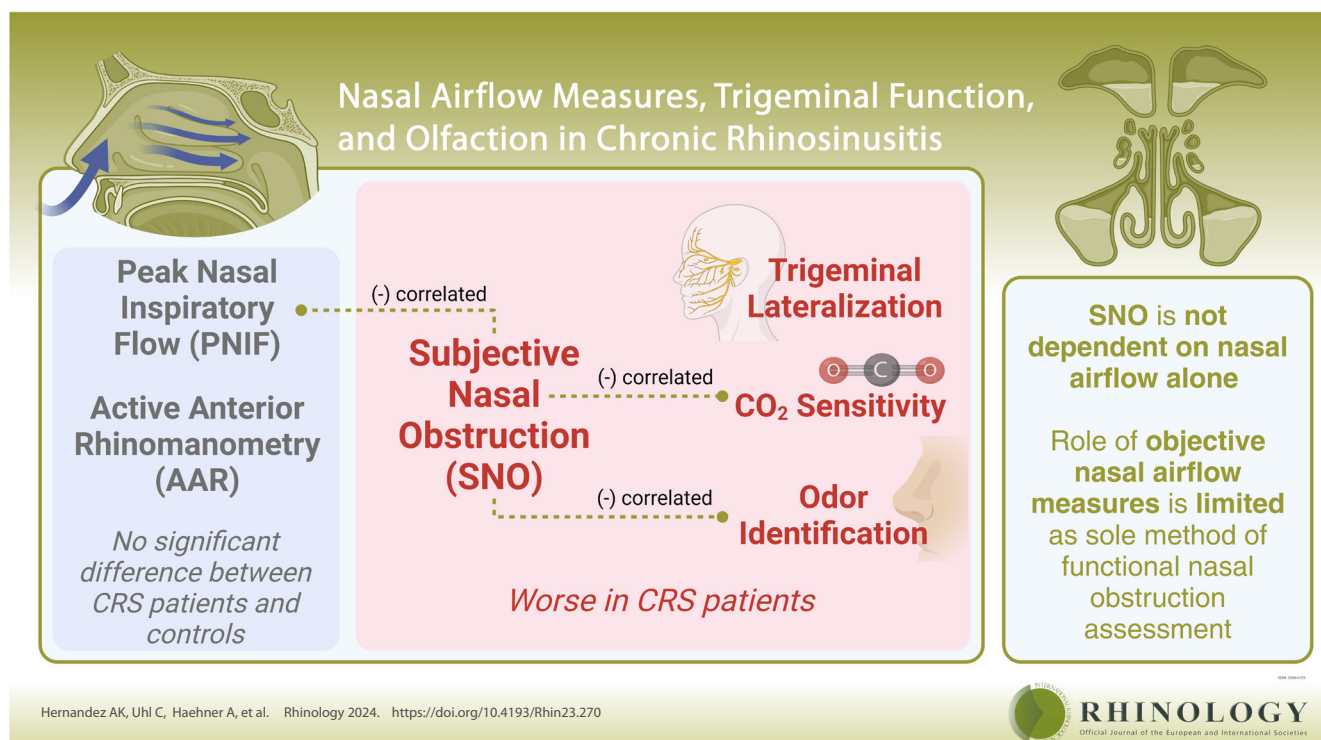 Nasal Airflow Measures, Trigeminal Function,
and Olfaction in Chronic Rhinosinusitis
Peak Nasal
Inspiratory
Flow (PNIF)
Active Anterior
Rhinomanometry
(AAR)
No significant
difference between
CRS patients and
controls
(-) correlated
Subjective
Nasal
Obstruction
(SNO)
(-) correlated
(-) correlated
Trigeminal
Lateralization
O C O
CO₂ Sensitivity
Odor
Identification
Worse in CRS patients
SNO is not
dependent on nasal
airflow alone
Role of objective
nasal airflow
measures is limited
as sole method of
functional nasal
obstruction
assessment
Hernandez AK, Uhl C, Haehner A, et al. Rhinology 2024. https://doi.org/10.4193/Rhin23.270
RHINOLOGY
Official Journal of the European and International Societies